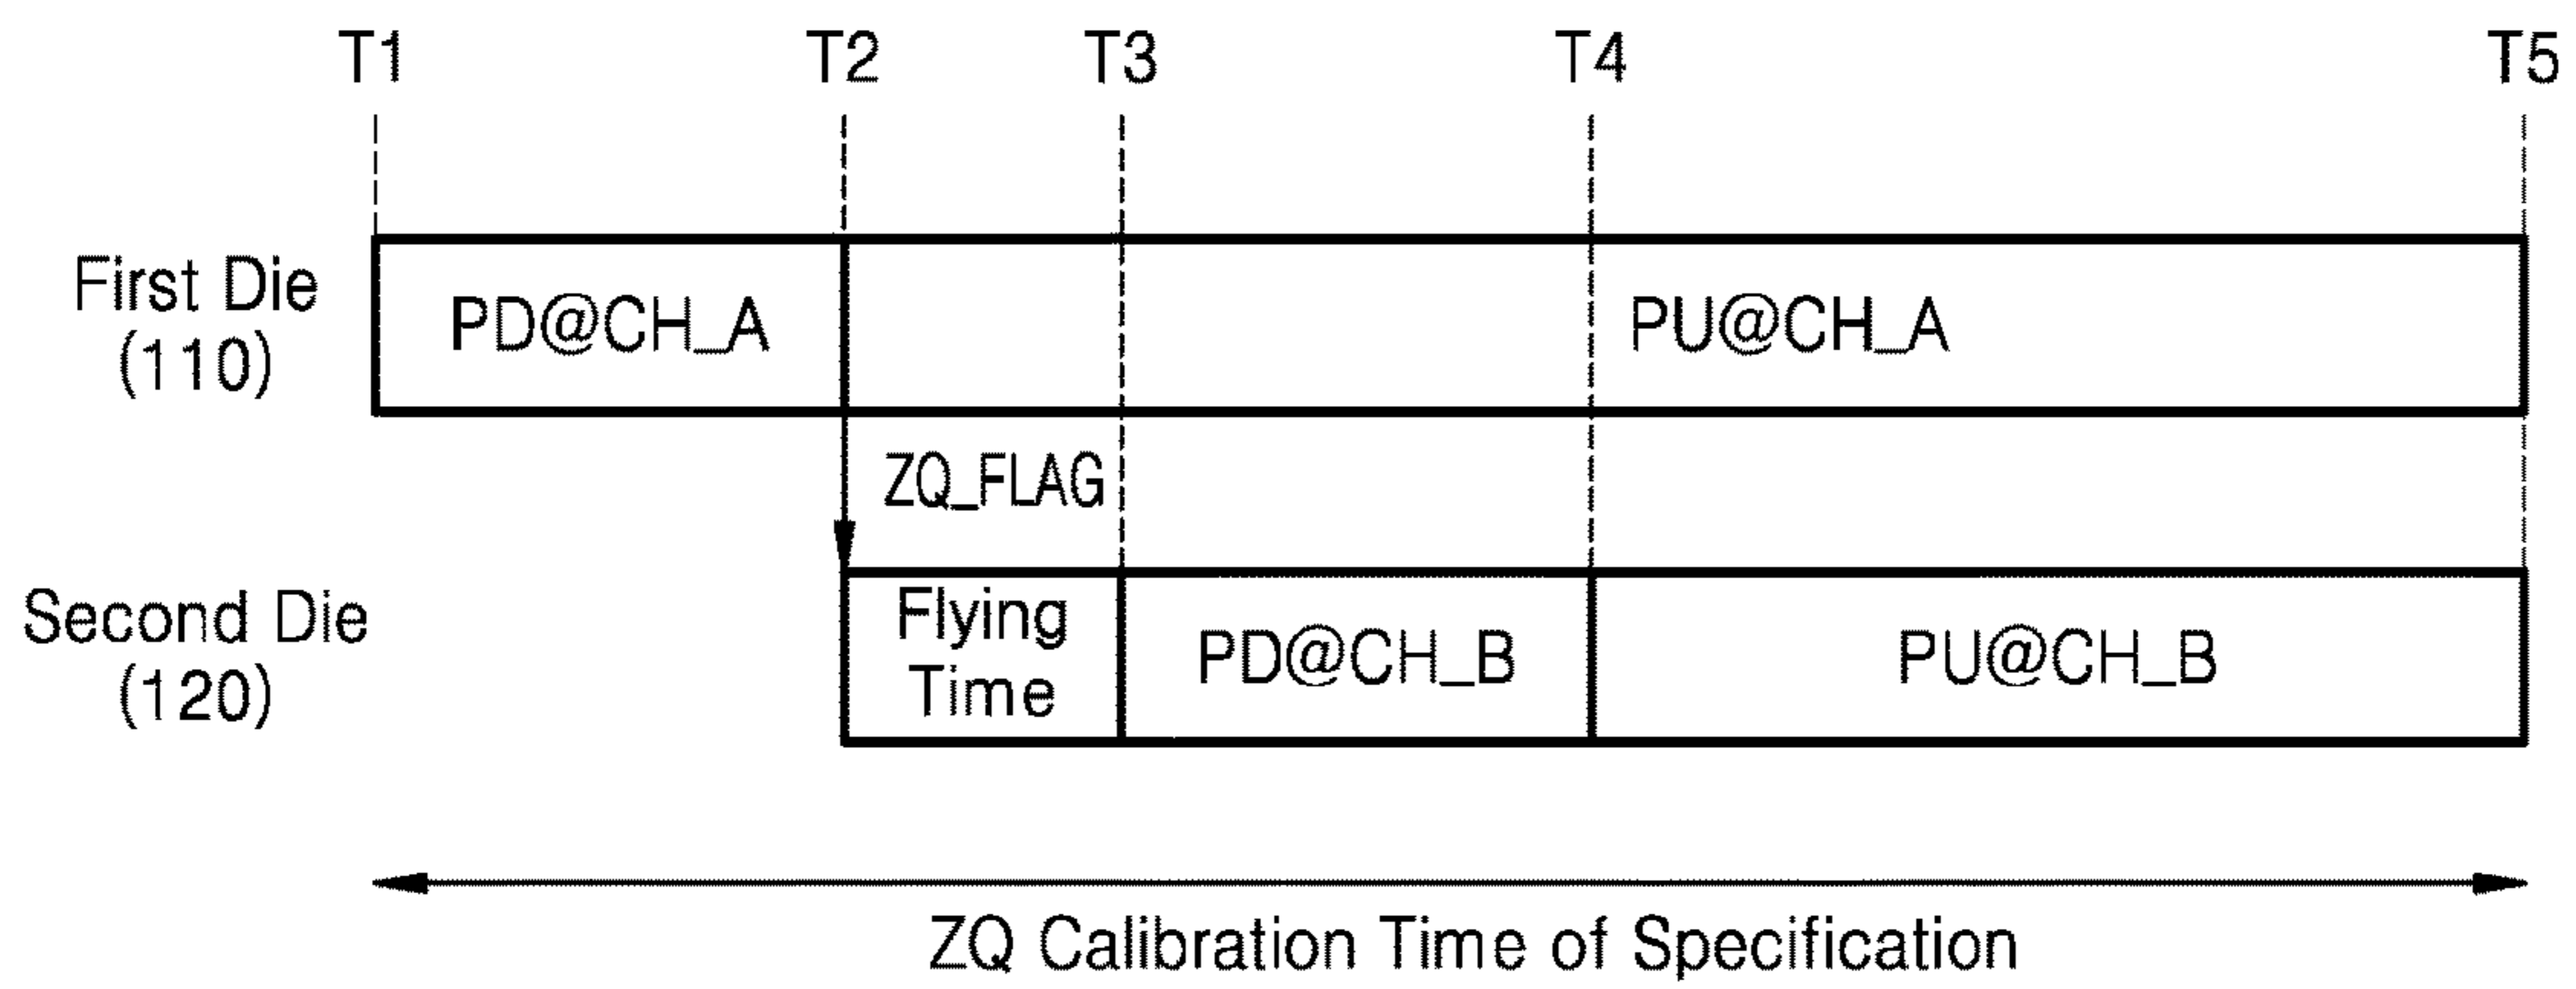 T1 T2 T3 T4 T5
First Die
(110)
PD@CH_A PU@CH_A
ZQ_FLAG
Second Die
(120)
Flying
Time
PD@CH_B PU@CH_B
ZQ Calibration Time of Specification